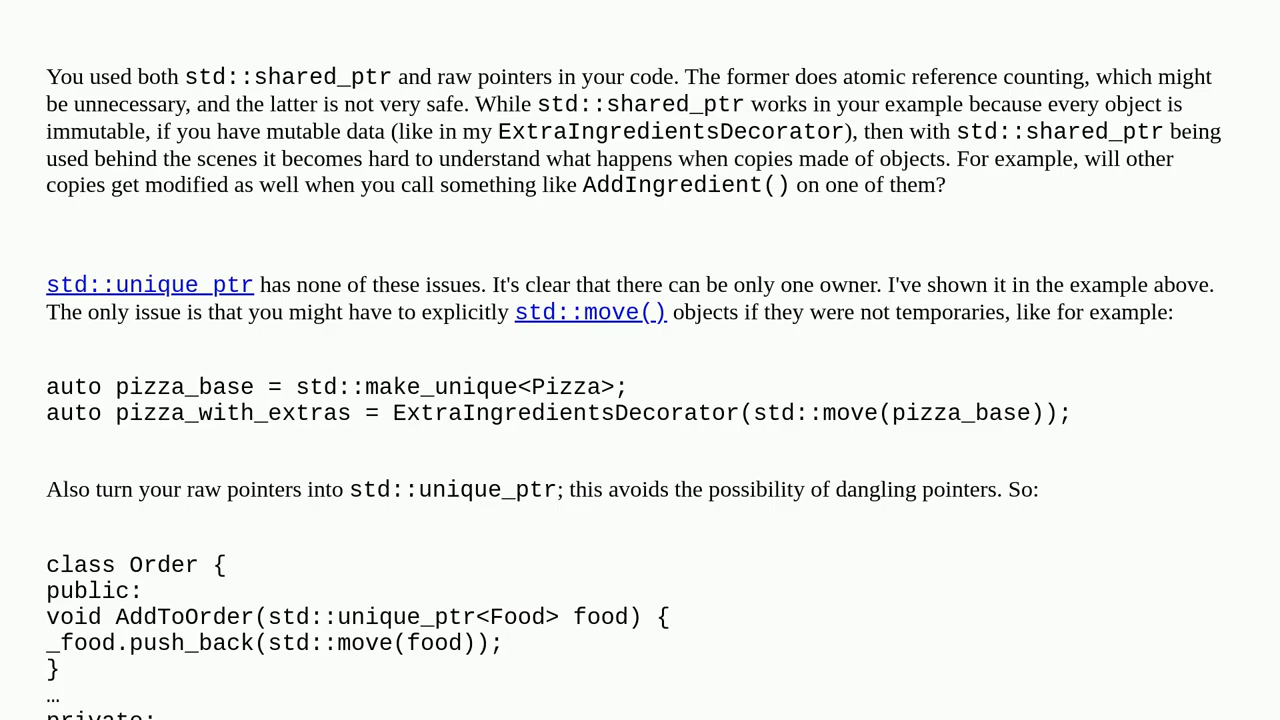 You used both std::shared_ptr and raw pointers in your code. The former does atomic reference counting, which might
be unnecessary, and the latter is not very safe. While std::shared_ptr works in your example because every object is
immutable, if you have mutable data (like in my ExtraIngredientsDecorator), then with std::shared_ptr being
used behind the scenes it becomes hard to understand what happens when copies made of objects. For example, will other
copies get modified as well when you call something like AddIngredient() on one of them?
std::unique_ptr has none of these issues. It's clear that there can be only one owner. I've shown it in the example above.
The only issue is that you might have to explicitly std::move() objects if they were not temporaries, like for example:
auto pizza_base = std::make_unique<Pizza>;
auto pizza_with_extras = ExtraIngredientsDecorator(std::move(pizza_base));
Also turn your raw pointers into std::unique_ptr; this avoids the possibility of dangling pointers. So:
class Order {
public:
void AddToOrder(std::unique_ptr<Food> food) {
_food.push_back(std::move(food));
}
…
private: